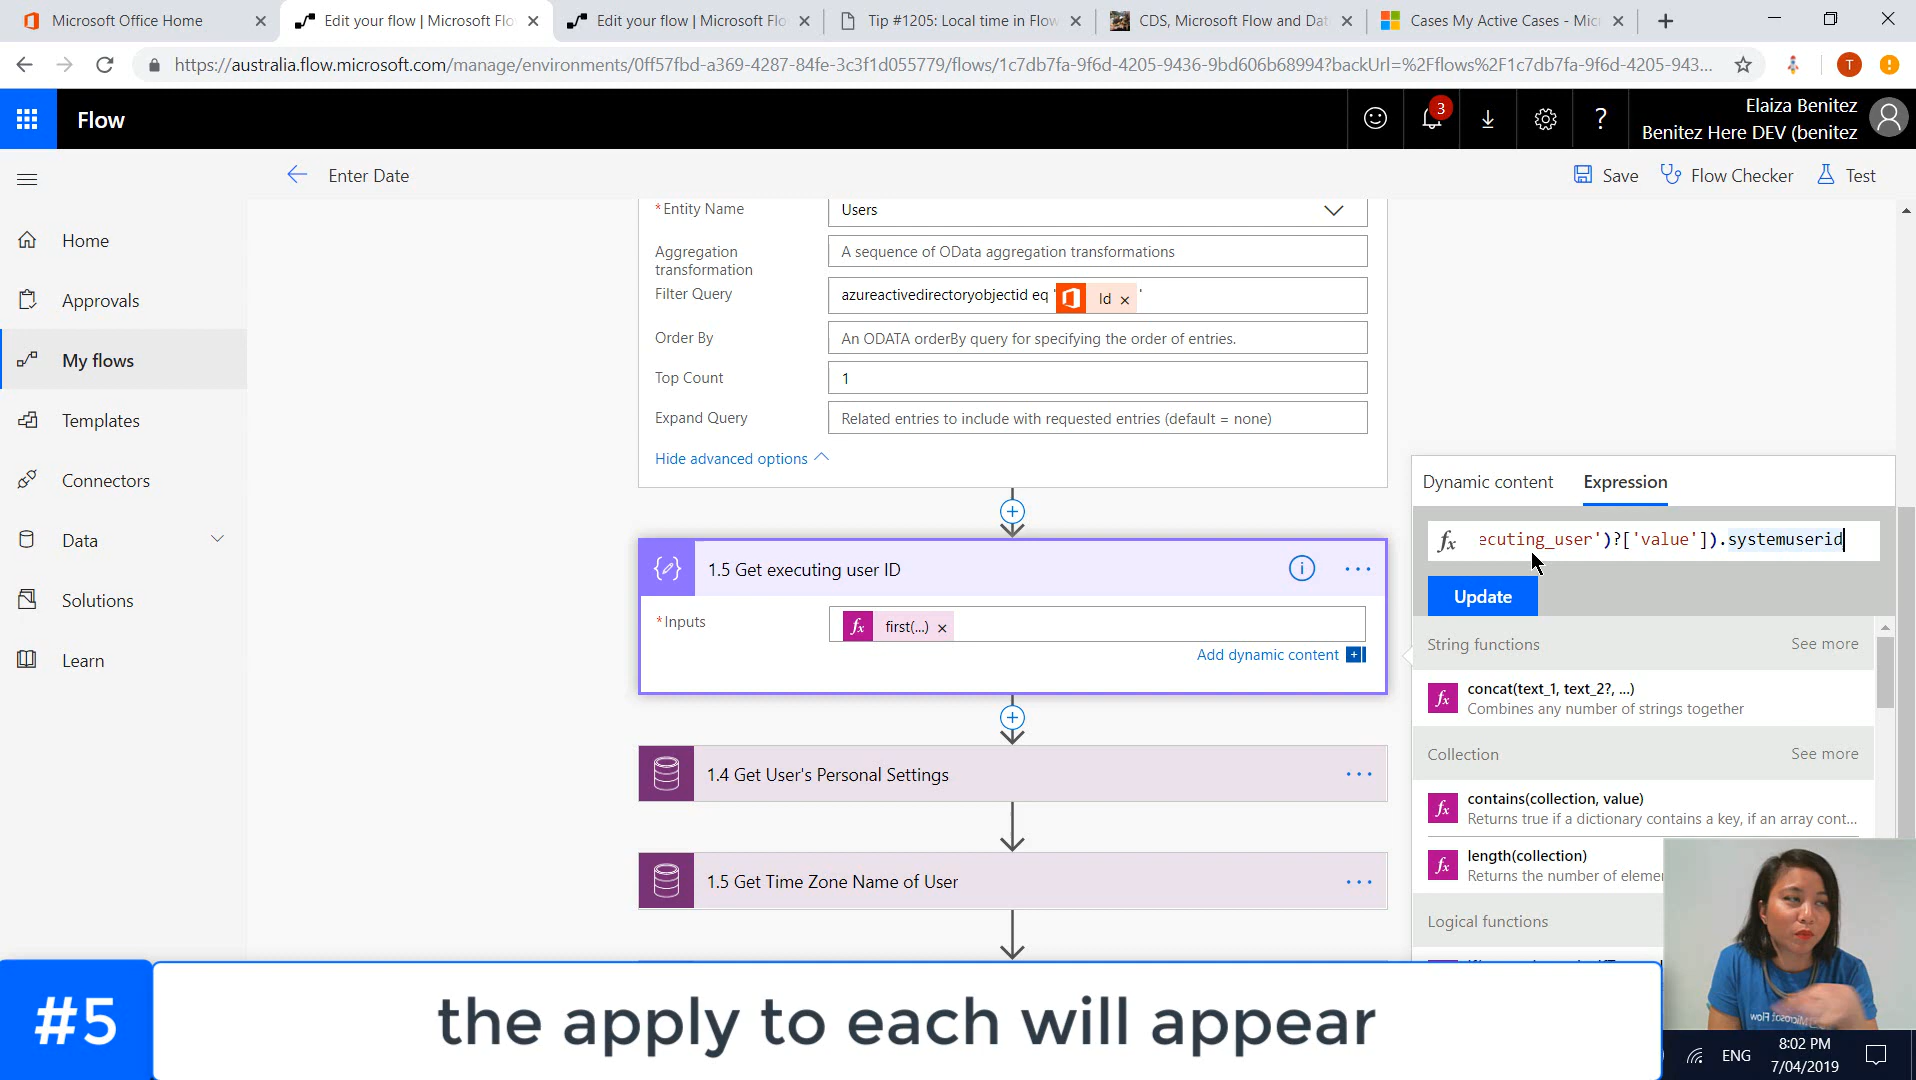 Microsoft Office Home
Edit your flow | Microsoft Flo
Edit your flow | Microsoft Flo
Tip #1205: Local time in Flow
CDS, Microsoft Flow and Dat
Cases My Active Cases - Mic
https://australia.flow.microsoft.com/manage/environments/0ff57fbd-a369-4287-84fe-3c3f1d055779/flows/1c7db7fa-9f6d-4205-9436-9bd606b68994?backUrl=%2Fflows%2F1c7db7fa-9f6d-4205-943...
T
Flow
3
?
Elaiza Benitez
Benitez Here DEV (benitez
Enter Date
Save
Flow Checker
Test
Home
Approvals
My flows
Templates
Connectors
Data
Solutions
Learn
*Entity Name
Users
Aggregation transformation
A sequence of OData aggregation transformations
Filter Query
azureactivedirectoryobjectid eq ' Id × '
Order By
An ODATA orderBy query for specifying the order of entries.
Top Count
1
Expand Query
Related entries to include with requested entries (default = none)
Hide advanced options
1.5 Get executing user ID
*Inputs
fx first(...) ×
Add dynamic content
1.4 Get User's Personal Settings
1.5 Get Time Zone Name of User
Dynamic content
Expression
fx ecuting_user')?['value']).systemuserid
Update
String functions
See more
fx concat(text_1, text_2?, ...)
Combines any number of strings together
Collection
See more
fx contains(collection, value)
Returns true if a dictionary contains a key, if an array cont...
fx length(collection)
Returns the number of eleme
Logical functions
#5
the apply to each will appear
ENG
8:02 PM
7/04/2019